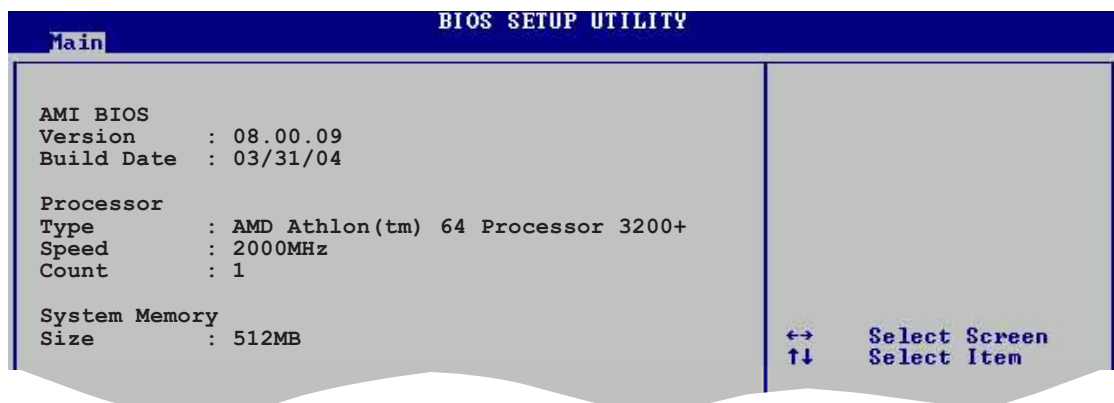 BIOS SETUP UTILITY
Main
AMI BIOS
Version : 08.00.09
Build Date : 03/31/04
Processor
Type : AMD Athlon(tm) 64 Processor 3200+
Speed : 2000MHz
Count : 1
System Memory
Size : 512MB
↔ Select Screen
↑↓ Select Item